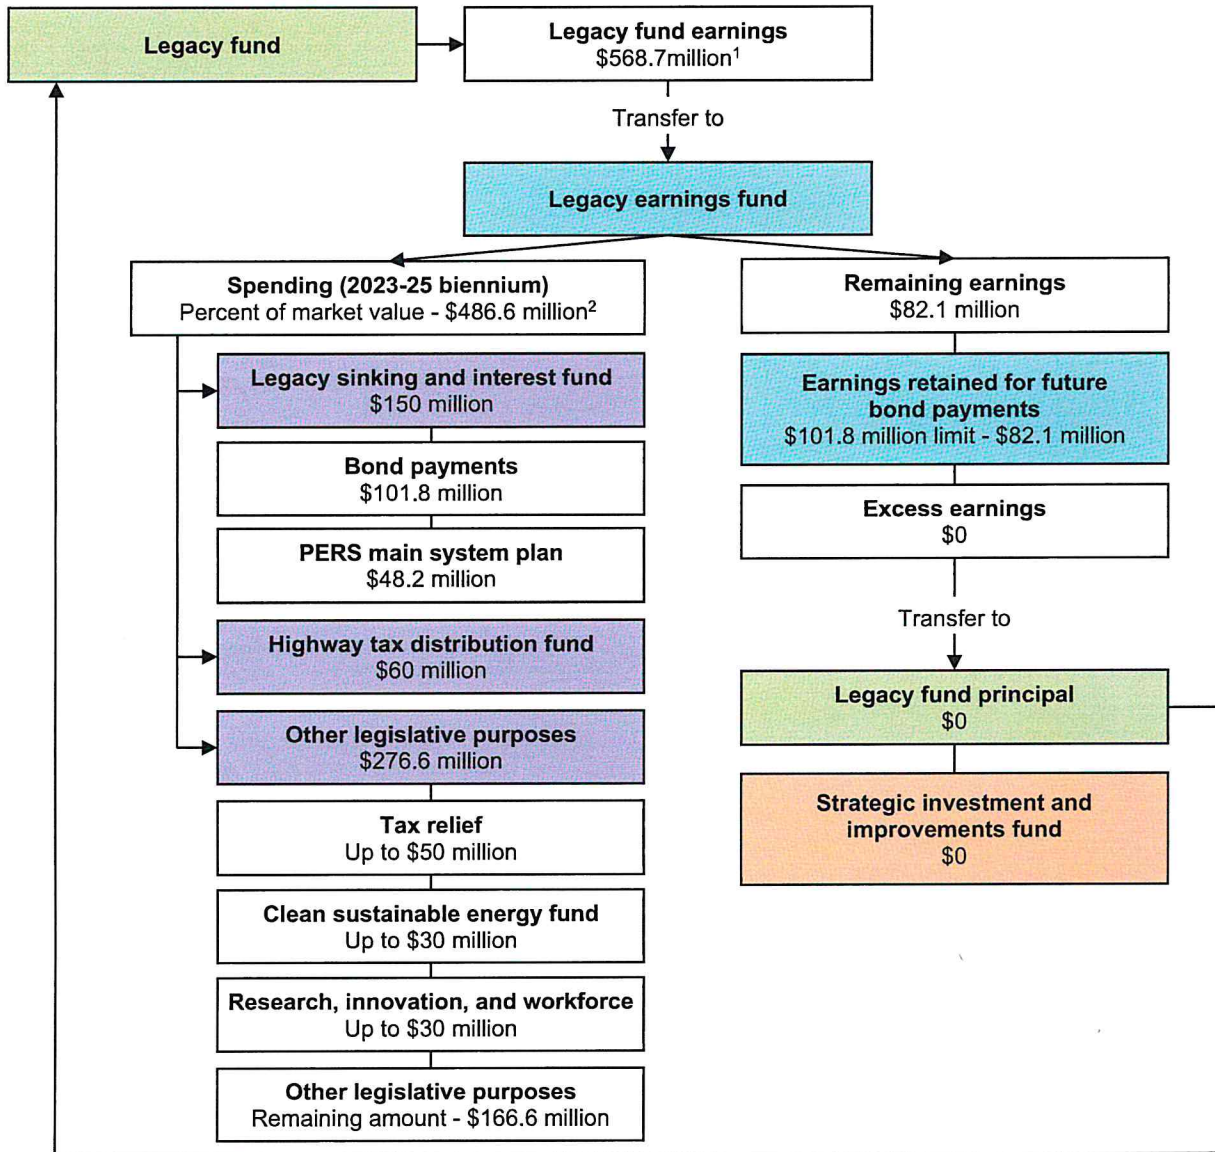 Legacy fund
Legacy fund earnings
$568.7million¹
Transfer to
Legacy earnings fund
Spending (2023-25 biennium)
Percent of market value - $486.6 million²
Legacy sinking and interest fund
$150 million
Bond payments
$101.8 million
PERS main system plan
$48.2 million
Highway tax distribution fund
$60 million
Other legislative purposes
$276.6 million
Tax relief
Up to $50 million
Clean sustainable energy fund
Up to $30 million
Research, innovation, and workforce
Up to $30 million
Other legislative purposes
Remaining amount - $166.6 million
Remaining earnings
$82.1 million
Earnings retained for future
bond payments
$101.8 million limit - $82.1 million
Excess earnings
$0
Transfer to
Legacy fund principal
$0
Strategic investment and
improvements fund
$0